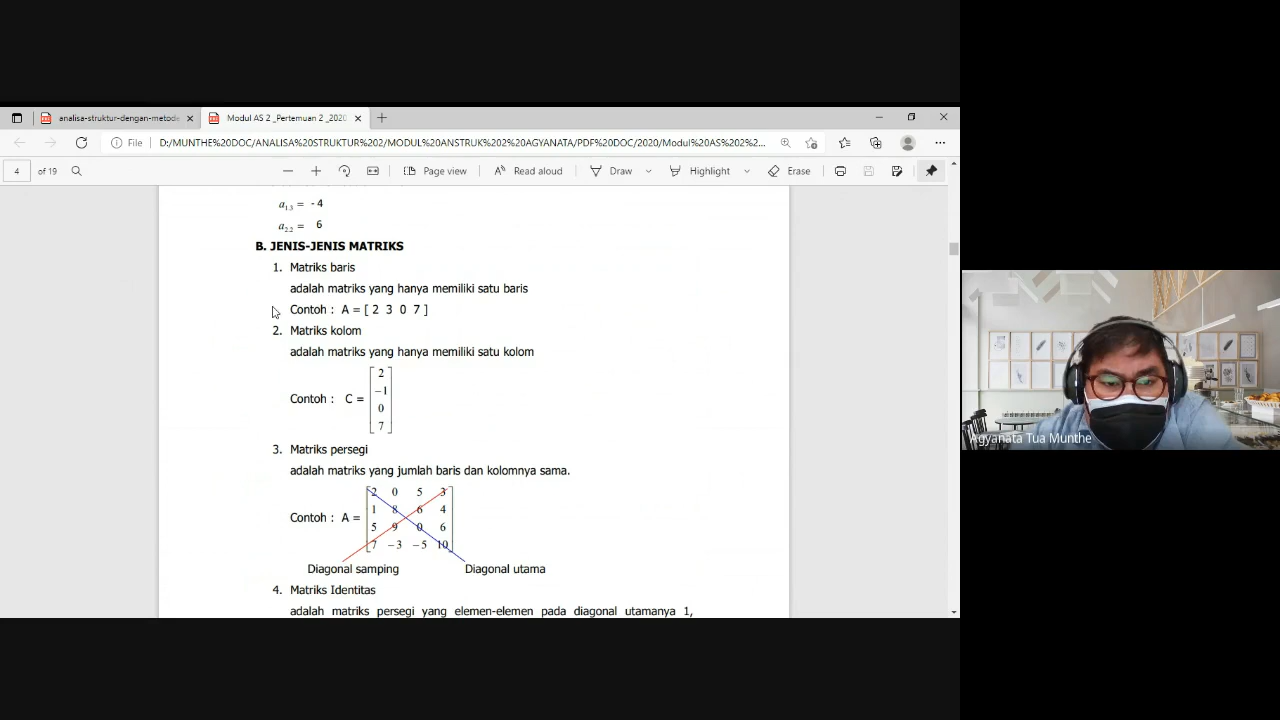 analisa-struktur-dengan-metode
Modul AS 2 _Pertemuan 2 _2020
File
D:/MUNTHE%20DOC/ANALISA%20STRUKTUR%202/MODUL%20ANSTRUK%202%20AGYANATA/PDF%20DOC/2020/Modul%20AS%202%...
4 of 19
Page view
Read aloud
Draw
Highlight
Erase
a1.3 = - 4
a2.2 = 6
B. JENIS-JENIS MATRIKS
1. Matriks baris
adalah matriks yang hanya memiliki satu baris
Contoh : A = [ 2 3 0 7 ]
2. Matriks kolom
adalah matriks yang hanya memiliki satu kolom
2
−1
Contoh : C =
0
7
3. Matriks persegi
adalah matriks yang jumlah baris dan kolomnya sama.
2 0 5 3
1 8 6 4
Contoh : A =
5 9 0 6
7 −3 −5 10
Diagonal samping Diagonal utama
4. Matriks Identitas
adalah matriks persegi yang elemen-elemen pada diagonal utamanya 1,
Agyanata Tua Munthe